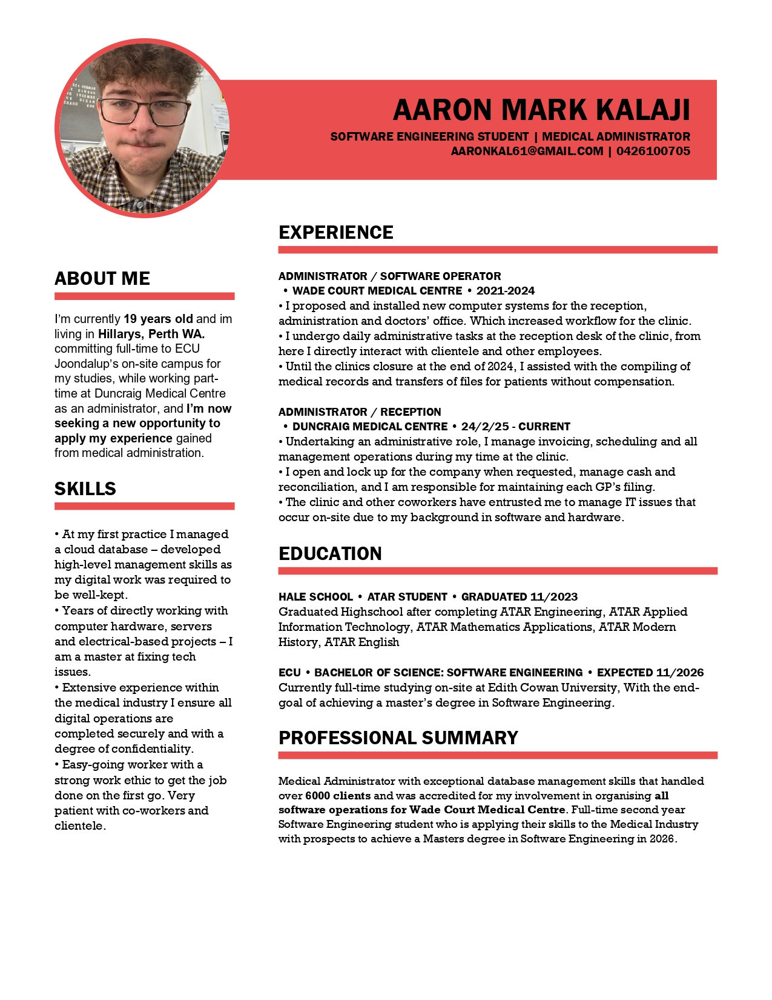 AARON MARK KALAJI
SOFTWARE ENGINEERING STUDENT | MEDICAL ADMINISTRATOR
AARONKAL61@GMAIL.COM | 0426100705
ABOUT ME
I'm currently 19 years old and im
living in Hillarys, Perth WA.
committing full-time to ECU
Joondalup's on-site campus for
my studies, while working part-
time at Duncraig Medical Centre
as an administrator, and I'm now
seeking a new opportunity to
apply my experience gained
from medical administration.
SKILLS
• At my first practice I managed
a cloud database – developed
high-level management skills as
my digital work was required to
be well-kept.
• Years of directly working with
computer hardware, servers
and electrical-based projects – I
am a master at fixing tech
issues.
• Extensive experience within
the medical industry I ensure all
digital operations are
completed securely and with a
degree of confidentiality.
• Easy-going worker with a
strong work ethic to get the job
done on the first go. Very
patient with co-workers and
clientele.
EXPERIENCE
ADMINISTRATOR / SOFTWARE OPERATOR
• WADE COURT MEDICAL CENTRE • 2021-2024
• I proposed and installed new computer systems for the reception,
administration and doctors' office. Which increased workflow for the clinic.
• I undergo daily administrative tasks at the reception desk of the clinic, from
here I directly interact with clientele and other employees.
• Until the clinics closure at the end of 2024, I assisted with the compiling of
medical records and transfers of files for patients without compensation.
ADMINISTRATOR / RECEPTION
• DUNCRAIG MEDICAL CENTRE • 24/2/25 - CURRENT
• Undertaking an administrative role, I manage invoicing, scheduling and all
management operations during my time at the clinic.
• I open and lock up for the company when requested, manage cash and
reconciliation, and I am responsible for maintaining each GP's filing.
• The clinic and other coworkers have entrusted me to manage IT issues that
occur on-site due to my background in software and hardware.
EDUCATION
HALE SCHOOL • ATAR STUDENT • GRADUATED 11/2023
Graduated Highschool after completing ATAR Engineering, ATAR Applied
Information Technology, ATAR Mathematics Applications, ATAR Modern
History, ATAR English
ECU • BACHELOR OF SCIENCE: SOFTWARE ENGINEERING • EXPECTED 11/2026
Currently full-time studying on-site at Edith Cowan University, With the end-
goal of achieving a master's degree in Software Engineering.
PROFESSIONAL SUMMARY
Medical Administrator with exceptional database management skills that handled
over 6000 clients and was accredited for my involvement in organising all
software operations for Wade Court Medical Centre. Full-time second year
Software Engineering student who is applying their skills to the Medical Industry
with prospects to achieve a Masters degree in Software Engineering in 2026.